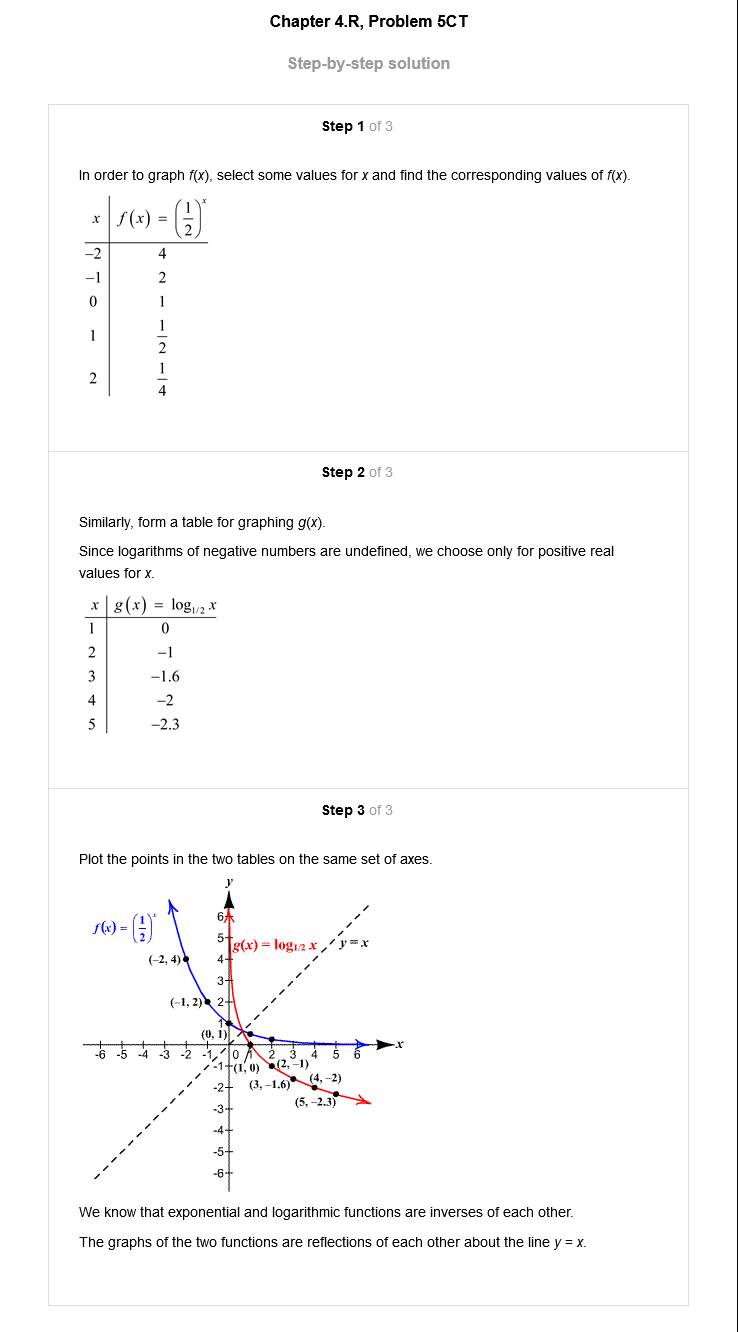 Chapter 4.R, Problem 5CT
Step-by-step solution
Step 1 of 3
In order to graph f(x), select some values for x and find the corresponding values of f(x).
x f(x) = (1/2)^x
−2 4
−1 2
0 1
1 1/2
2 1/4
Step 2 of 3
Similarly, form a table for graphing g(x).
Since logarithms of negative numbers are undefined, we choose only for positive real
values for x.
x g(x) = log_{1/2} x
1 0
2 −1
3 −1.6
4 −2
5 −2.3
Step 3 of 3
Plot the points in the two tables on the same set of axes.
y
f(x) = (1/2)^x
6
5
g(x) = log_{1/2} x
y = x
(−2, 4)
4
3
(−1, 2)
2
1
(0, 1)
x
-6 -5 -4 -3 -2 -1 0 1 2 3 4 5 6
-1
(1, 0)
(2, −1)
-2
(3, −1.6)
(4, −2)
(5, −2.3)
-3
-4
-5
-6
We know that exponential and logarithmic functions are inverses of each other.
The graphs of the two functions are reflections of each other about the line y = x.